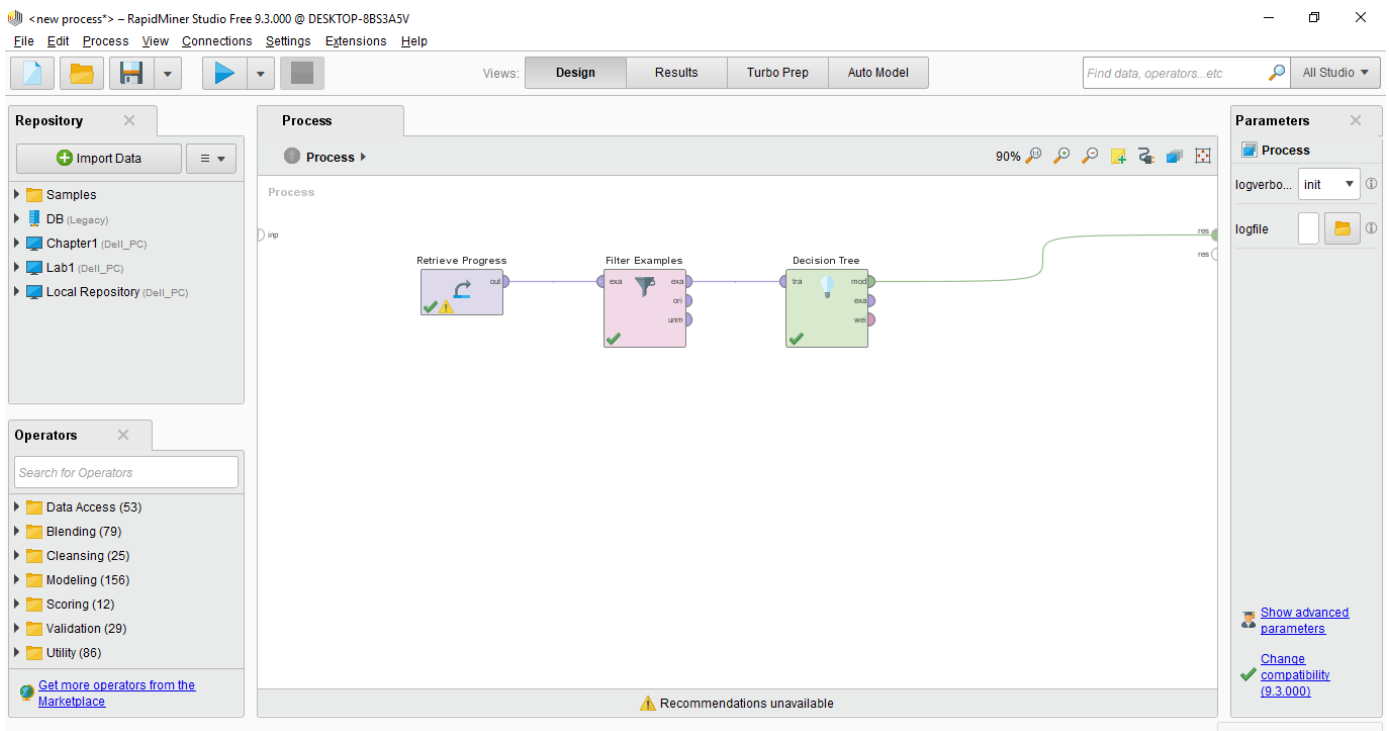 <new process*> – RapidMiner Studio Free 9.3.000 @ DESKTOP-8BS3A5V
File Edit Process View Connections Settings Extensions Help
Views: Design Results Turbo Prep Auto Model
Find data, operators...etc
All Studio
Repository
Import Data
Samples
DB (Legacy)
Chapter1 (Dell_PC)
Lab1 (Dell_PC)
Local Repository (Dell_PC)
Operators
Search for Operators
Data Access (53)
Blending (79)
Cleansing (25)
Modeling (156)
Scoring (12)
Validation (29)
Utility (86)
Get more operators from the
Marketplace
Process
Process
90%
Process
inp
res
res
Retrieve Progress
out
Filter Examples
exa exa
ori
unm
Decision Tree
tra mod
exa
wei
Recommendations unavailable
Parameters
Process
logverbo... init
logfile
Show advanced
parameters
Change
compatibility
(9.3.000)